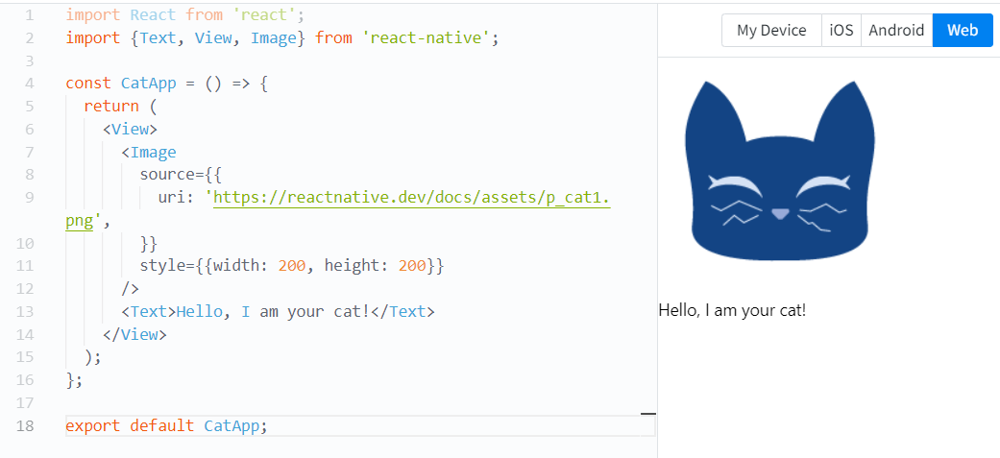 1 import React from 'react';
2 import {Text, View, Image} from 'react-native';
3
4 const CatApp = () => {
5   return (
6     <View>
7       <Image
8         source={{
9           uri: 'https://reactnative.dev/docs/assets/p_cat1.
png',
10         }}
11         style={{width: 200, height: 200}}
12       />
13       <Text>Hello, I am your cat!</Text>
14     </View>
15   );
16 };
17
18 export default CatApp;
My Device iOS Android Web
Hello, I am your cat!